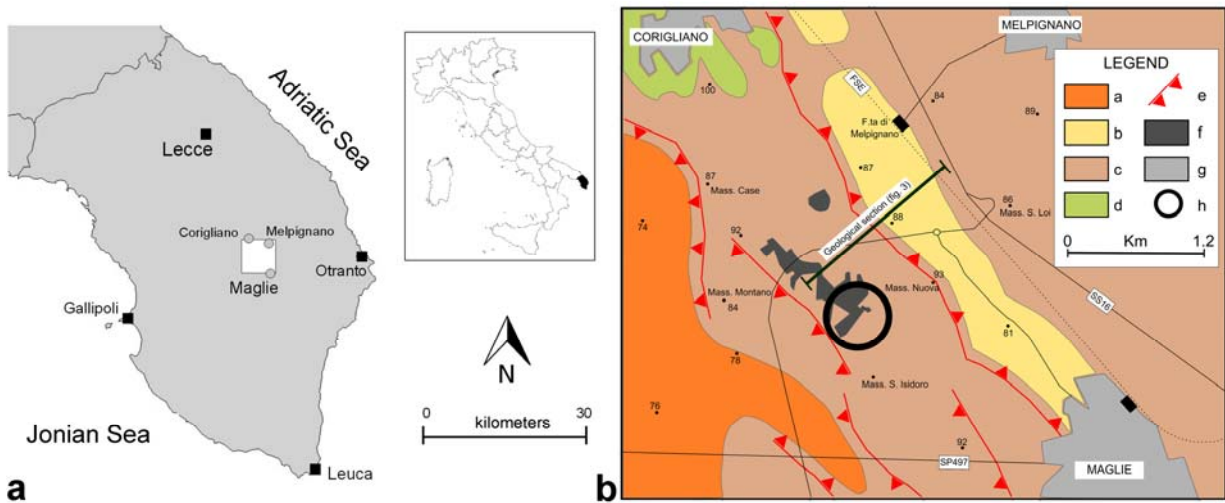 Adriatic Sea
Lecce
Corigliano
Melpignano
Maglie
Otranto
Gallipoli
Jonian Sea
Leuca
N
0 30
kilometers
a
CORIGLIANO
MELPIGNANO
LEGEND
a
b
c
d
e
f
g
h
0 Km 1.2
FSE
100
84
89
F.ta di
Melpignano
87
87
Mass. Case
Geological section (fig. 3)
86
Mass. S. Loi
74
88
92
93
Mass. Nuova
Mass. Montano
84
SS16
81
78
Mass. S. Isidoro
76
92
SP497
MAGLIE
b